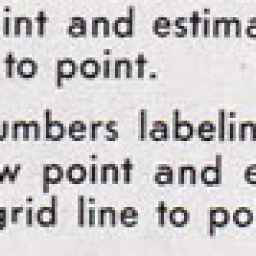 int and estima
to point.
umbers labelin
w point and e
grid line to po